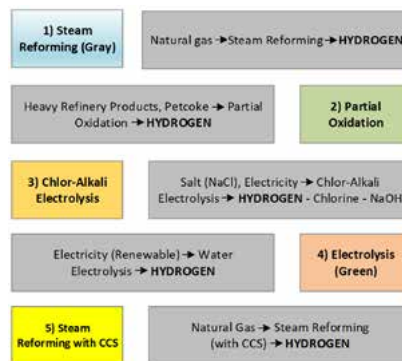 1) Steam
Reforming (Gray)
Natural gas → Steam Reforming → HYDROGEN
Heavy Refinery Products, Petcoke → Partial
Oxidation → HYDROGEN
2) Partial
Oxidation
3) Chlor-Alkali
Electrolysis
Salt (NaCl), Electricity → Chlor-Alkali
Electrolysis → HYDROGEN - Chlorine - NaOH
Electricity (Renewable) → Water
Electrolysis → HYDROGEN
4) Electrolysis
(Green)
5) Steam
Reforming with CCS
Natural Gas → Steam Reforming
(with CCS) → HYDROGEN